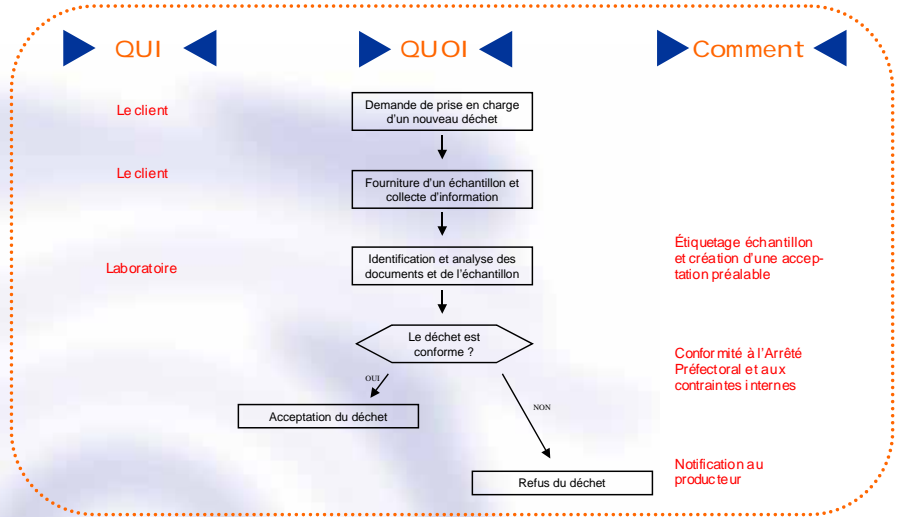 QUI
QUOI
Comment
Le client
Demande de prise en charge
d'un nouveau déchet
Le client
Fourniture d'un échantillon et
collecte d'information
Laboratoire
Identification et analyse des
documents et de l'échantillon
Étiquetage échantillon
et création d'une accep-
tation préalable
Le déchet est
conforme ?
Conformité à l'Arrêté
Préfectoral et aux
contraintes internes
OUI
NON
Acceptation du déchet
Refus du déchet
Notification au
producteur